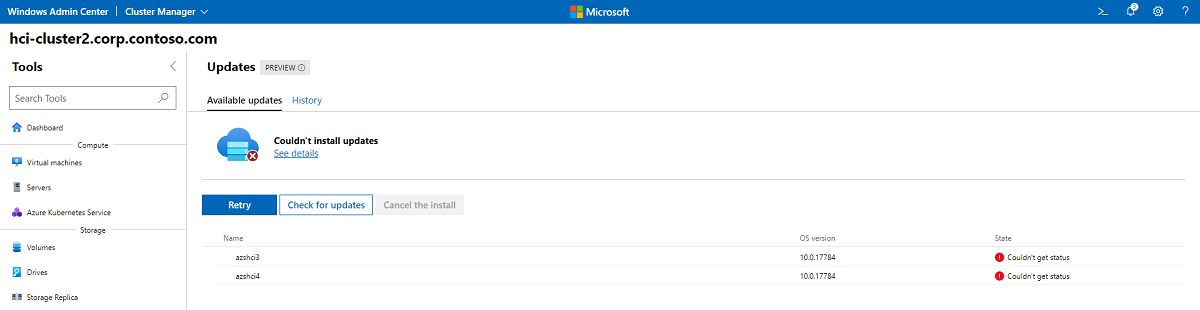 Windows Admin Center | Cluster Manager
Microsoft
3
hci-cluster2.corp.contoso.com
Tools
Search Tools
Dashboard
Compute
Virtual machines
Servers
Azure Kubernetes Service
Storage
Volumes
Drives
Storage Replica
Updates PREVIEW
Available updates History
Couldn't install updates
See details
Retry Check for updates Cancel the install
Name OS version State
azshci3 10.0.17784 Couldn't get status
azshci4 10.0.17784 Couldn't get status